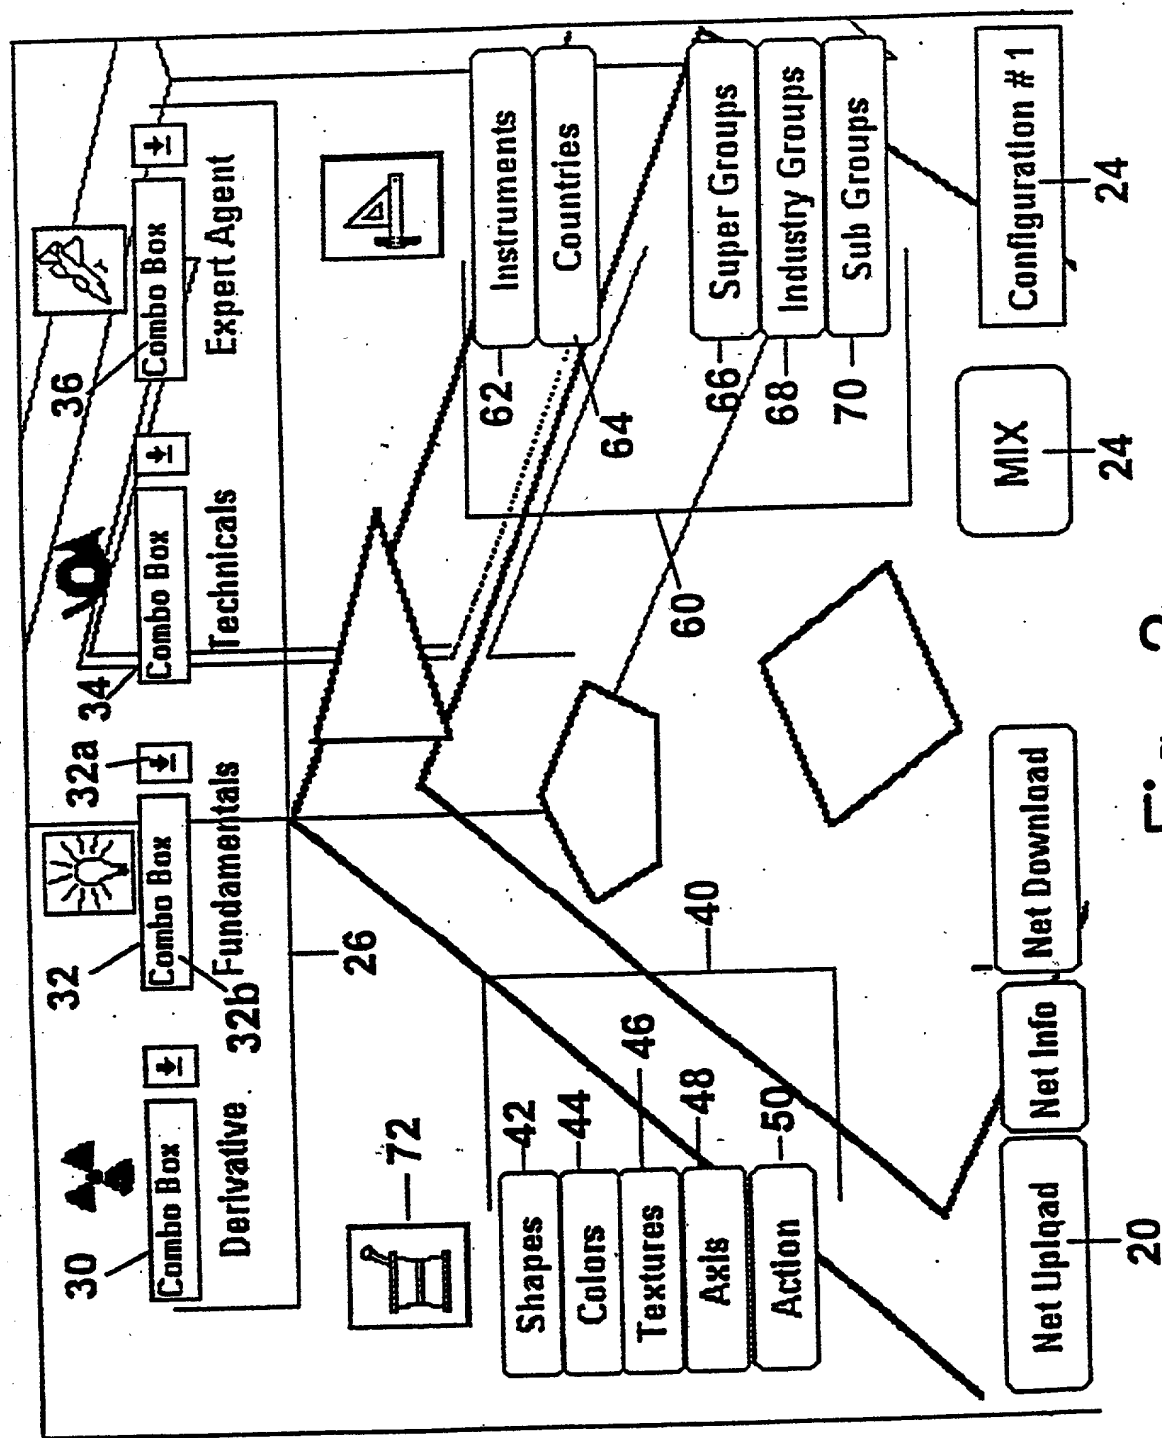 30
32
32a
34
36
Combo Box
Combo Box
Combo Box
Combo Box
Derivative
32b
Fundamentals
Technicals
Expert Agent
26
72
Shapes
42
Colors
44
Textures
46
Axis
48
Action
50
40
60
62
Instruments
64
Countries
66
Super Groups
68
Industry Groups
70
Sub Groups
Net Upload
Net Info
Net Download
MIX
Configuration # 1
20
24
24